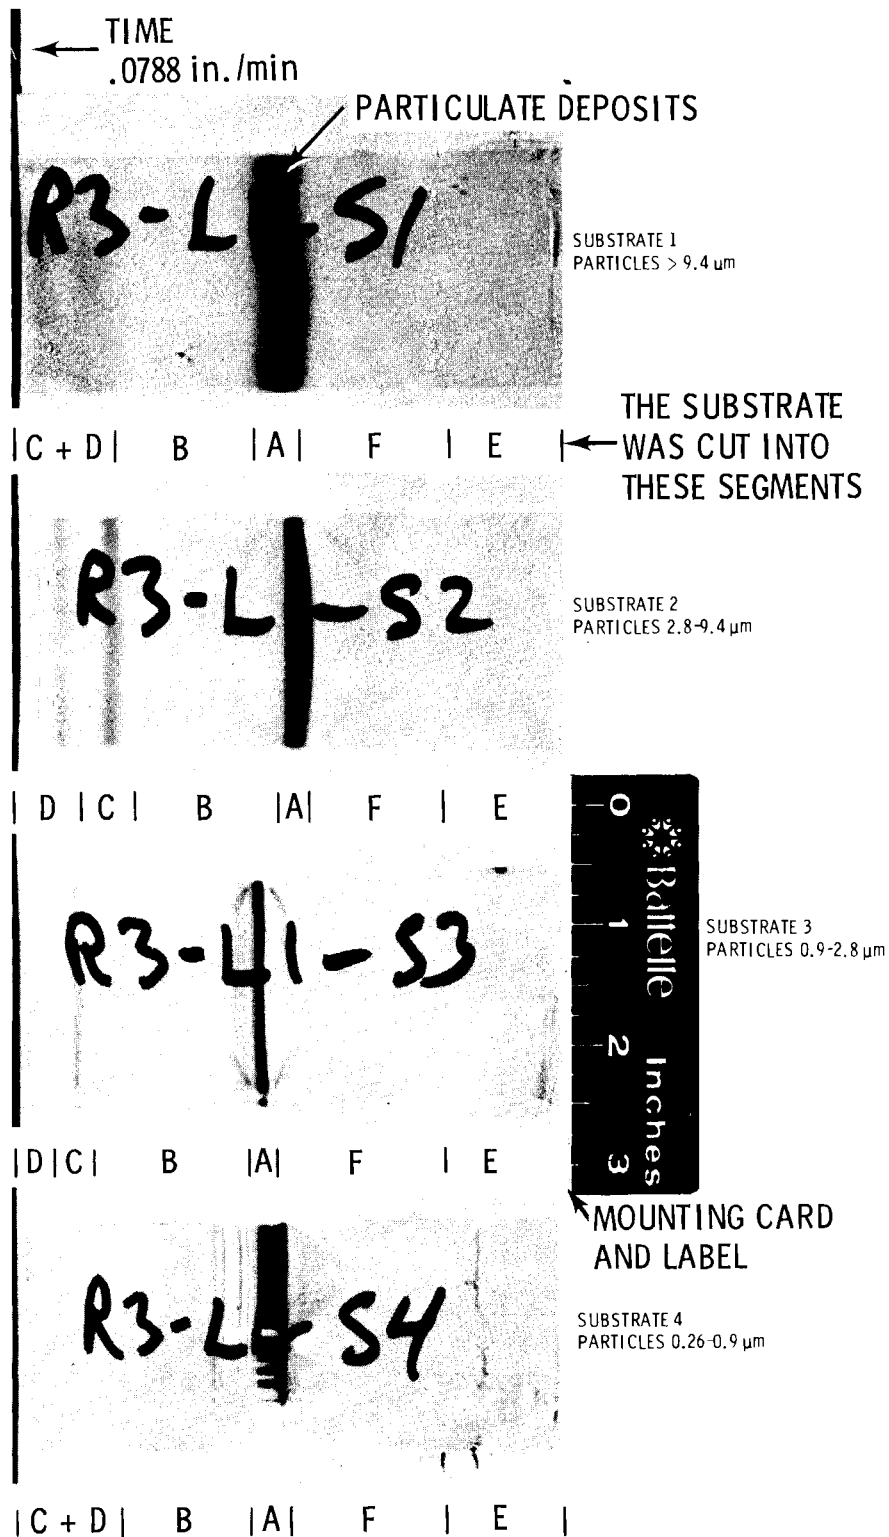 TIME
.0788 in./min
PARTICULATE DEPOSITS
R3-L-S1
SUBSTRATE 1
PARTICLES > 9.4 µm
|C + D| B |A| F | E |
THE SUBSTRATE
WAS CUT INTO
THESE SEGMENTS
R3-L1-S2
SUBSTRATE 2
PARTICLES 2.8-9.4 µm
| D | C | B |A| F | E
0 1 2 3
Battelle Inches
R3-L1-S3
SUBSTRATE 3
PARTICLES 0.9-2.8 µm
|D|C| B |A| F | E
MOUNTING CARD
AND LABEL
R3-L-S4
SUBSTRATE 4
PARTICLES 0.26-0.9 µm
|C + D| B |A| F | E |